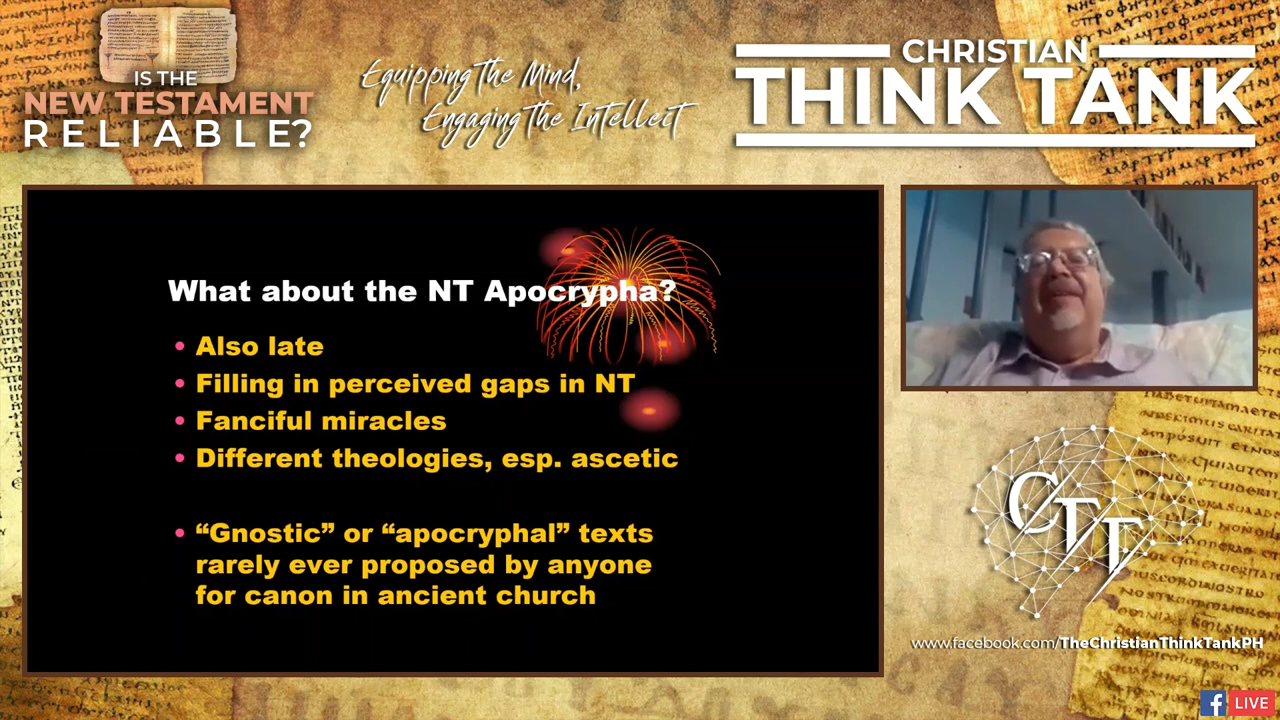 IS THE
NEW TESTAMENT
RELIABLE?
Equipping The Mind,
Engaging The Intellect
CHRISTIAN
THINK TANK
What about the NT Apocrypha?
• Also late
• Filling in perceived gaps in NT
• Fanciful miracles
• Different theologies, esp. ascetic
• “Gnostic” or “apocryphal” texts
rarely ever proposed by anyone
for canon in ancient church
CTT
www.facebook.com/TheChristianThinkTankPH
f LIVE